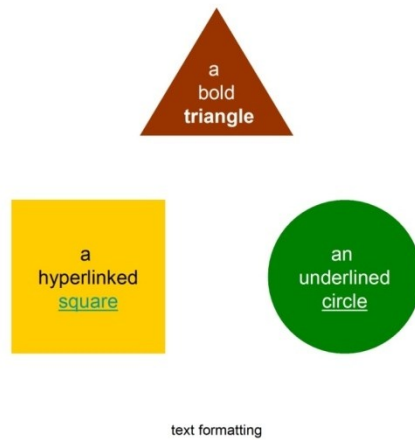 a
bold
triangle
a
hyperlinked
square
an
underlined
circle
text formatting